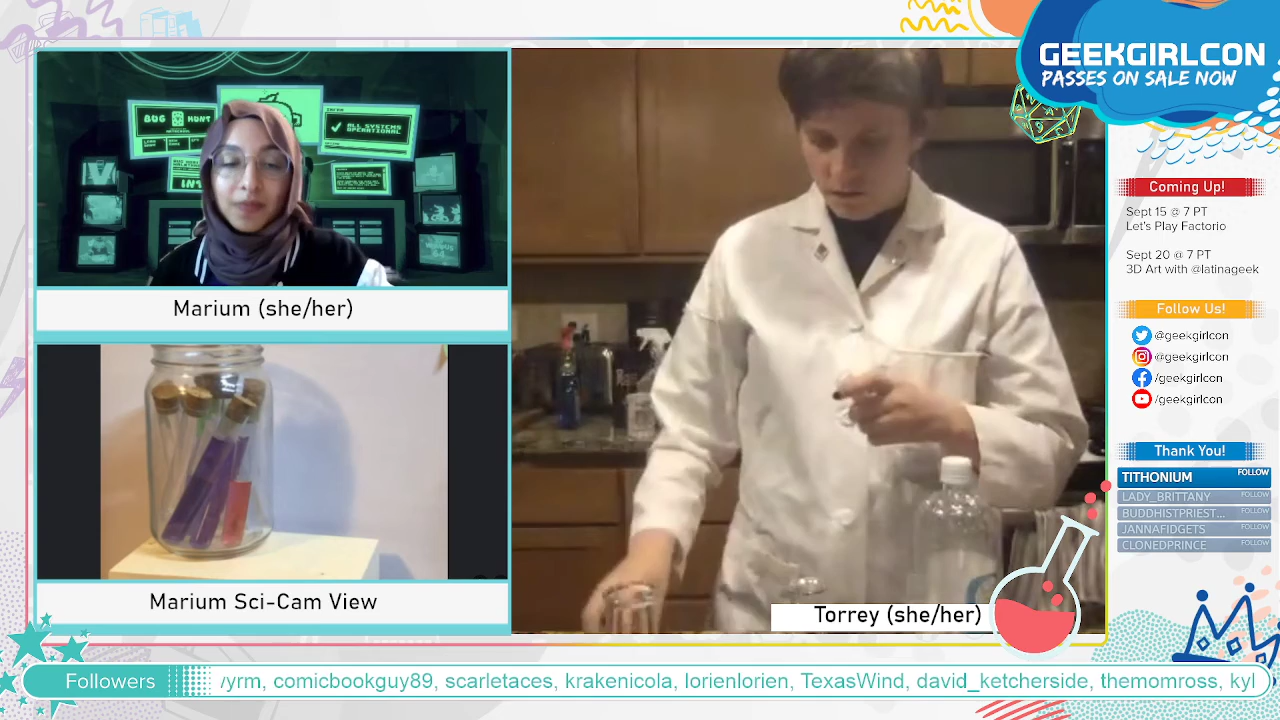 GEEKGIRLCON
PASSES ON SALE NOW
BUG HUNT
ALL SYSTEMS
OPERATIONAL
Marium (she/her)
Marium Sci-Cam View
Torrey (she/her)
Coming Up!
Sept 15 @ 7 PT
Let's Play Factorio
Sept 20 @ 7 PT
3D Art with @latinageek
Follow Us!
@geekgirlcon
@geekgirlcon
/geekgirlcon
/geekgirlcon
Thank You!
TITHONIUM FOLLOW
LADY_BRITTANY FOLLOW
BUDDHISTPRIEST... FOLLOW
JANNAFIDGETS FOLLOW
CLONEDPRINCE FOLLOW
Followers
yrm, comicbookguy89, scarletaces, krakenicola, lorienlorien, TexasWind, david_ketcherside, themomross, kyl